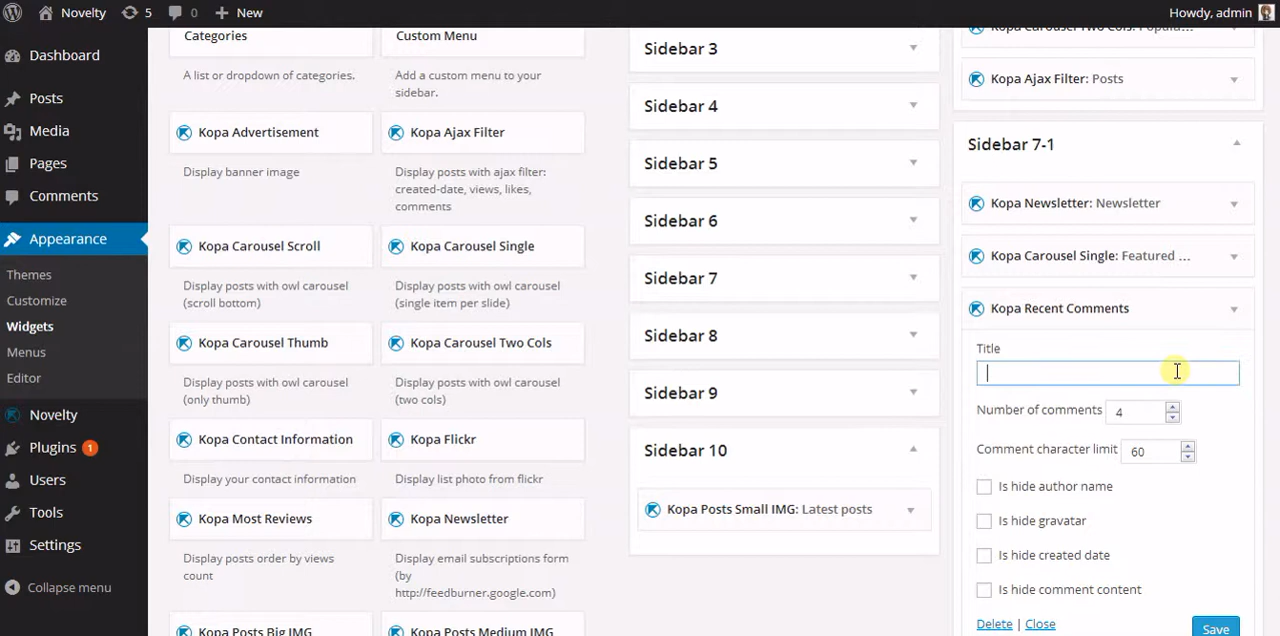 Novelty
5
0
New
Howdy, admin
Dashboard
Posts
Media
Pages
Comments
Appearance
Themes
Customize
Widgets
Menus
Editor
Novelty
Plugins 1
Users
Tools
Settings
Collapse menu
Categories
A list or dropdown of categories.
Custom Menu
Add a custom menu to your
sidebar.
Kopa Advertisement
Display banner image
Kopa Ajax Filter
Display posts with ajax filter:
created-date, views, likes,
comments
Kopa Carousel Scroll
Display posts with owl carousel
(scroll bottom)
Kopa Carousel Single
Display posts with owl carousel
(single item per slide)
Kopa Carousel Thumb
Display posts with owl carousel
(only thumb)
Kopa Carousel Two Cols
Display posts with owl carousel
(two cols)
Kopa Contact Information
Display your contact information
Kopa Flickr
Display list photo from flickr
Kopa Most Reviews
Display posts order by views
count
Kopa Newsletter
Display email subscriptions form
(by
http://feedburner.google.com)
Kopa Posts Big IMG
Kopa Posts Medium IMG
Sidebar 3
Sidebar 4
Sidebar 5
Sidebar 6
Sidebar 7
Sidebar 8
Sidebar 9
Sidebar 10
Kopa Posts Small IMG: Latest posts
Kopa Carousel Two Cols: Popula...
Kopa Ajax Filter: Posts
Sidebar 7-1
Kopa Newsletter: Newsletter
Kopa Carousel Single: Featured ...
Kopa Recent Comments
Title
Number of comments 4
Comment character limit 60
Is hide author name
Is hide gravatar
Is hide created date
Is hide comment content
Delete | Close
Save